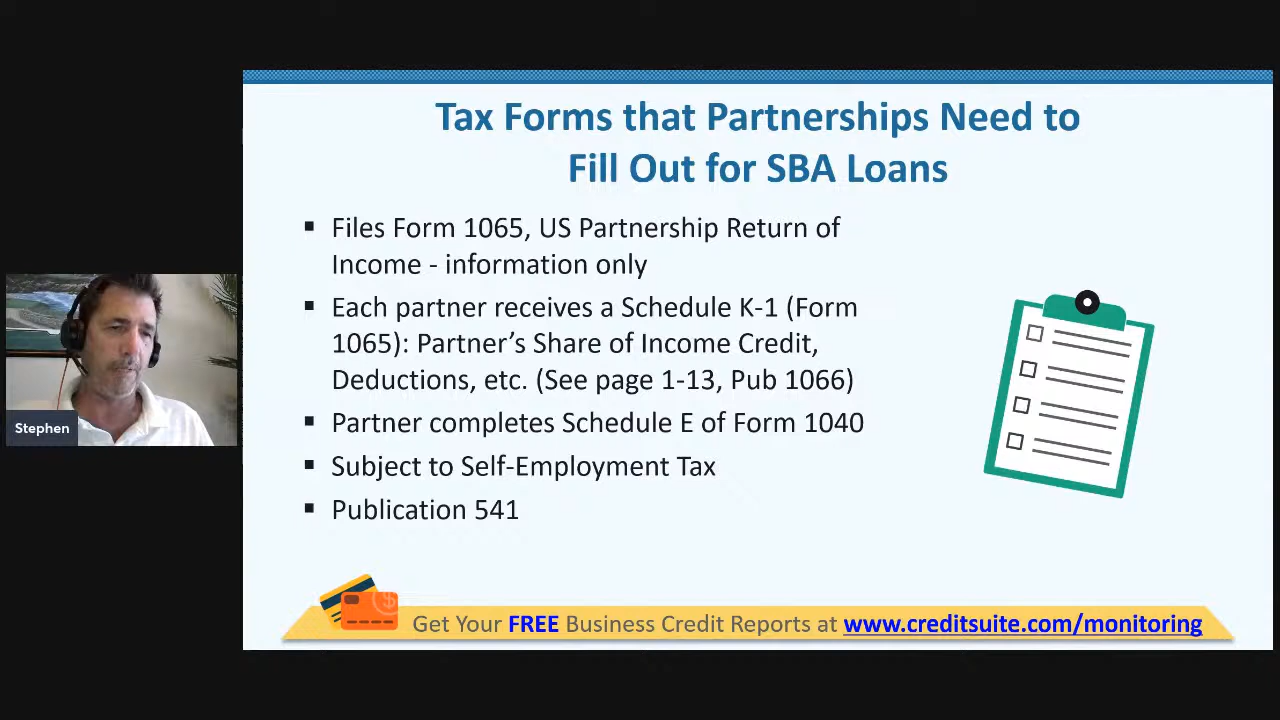 Tax Forms that Partnerships Need to
Fill Out for SBA Loans
▪ Files Form 1065, US Partnership Return of
Income - information only
▪ Each partner receives a Schedule K-1 (Form
1065): Partner’s Share of Income Credit,
Deductions, etc. (See page 1-13, Pub 1066)
▪ Partner completes Schedule E of Form 1040
▪ Subject to Self-Employment Tax
▪ Publication 541
Stephen
$
Get Your FREE Business Credit Reports at www.creditsuite.com/monitoring